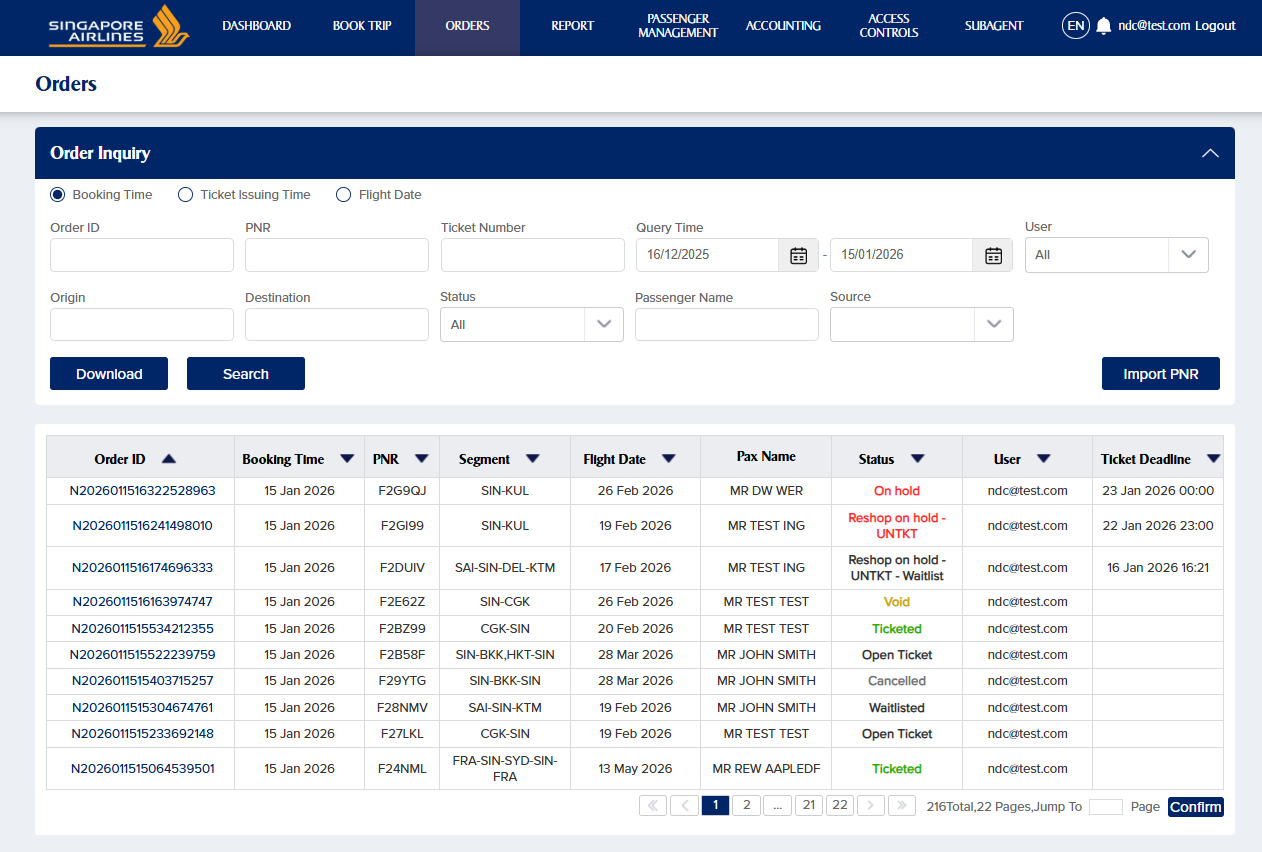 SINGAPORE
AIRLINES
DASHBOARD
BOOK TRIP
ORDERS
REPORT
PASSENGER
MANAGEMENT
ACCOUNTING
ACCESS
CONTROLS
SUBAGENT
EN
ndc@test.com Logout
Orders
Order Inquiry
Booking Time Ticket Issuing Time Flight Date
Order ID PNR Ticket Number Query Time User
16/12/2025 - 15/01/2026 All
Origin Destination Status Passenger Name Source
All
Download Search Import PNR
Order ID Booking Time PNR Segment Flight Date Pax Name Status User Ticket Deadline
N2026011516322528963 15 Jan 2026 F2G9QJ SIN-KUL 26 Feb 2026 MR DW WER On hold ndc@test.com 23 Jan 2026 00:00
N2026011516241498010 15 Jan 2026 F2GI99 SIN-KUL 19 Feb 2026 MR TEST ING Reshop on hold - ndc@test.com 22 Jan 2026 23:00
UNTKT
N2026011516174696333 15 Jan 2026 F2DUIV SAI-SIN-DEL-KTM 17 Feb 2026 MR TEST ING Reshop on hold - ndc@test.com 16 Jan 2026 16:21
UNTKT - Waitlist
N2026011516163974747 15 Jan 2026 F2E62Z SIN-CGK 26 Feb 2026 MR TEST TEST Void ndc@test.com
N2026011515534212355 15 Jan 2026 F2BZ99 CGK-SIN 20 Feb 2026 MR TEST TEST Ticketed ndc@test.com
N2026011515522239759 15 Jan 2026 F2B58F SIN-BKK,HKT-SIN 28 Mar 2026 MR JOHN SMITH Open Ticket ndc@test.com
N2026011515403715257 15 Jan 2026 F29YTG SIN-BKK-SIN 28 Mar 2026 MR JOHN SMITH Cancelled ndc@test.com
N2026011515304674761 15 Jan 2026 F28NMV SAI-SIN-KTM 19 Feb 2026 MR JOHN SMITH Waitlisted ndc@test.com
N2026011515233692148 15 Jan 2026 F27LKL CGK-SIN 19 Feb 2026 MR TEST TEST Open Ticket ndc@test.com
N2026011515064539501 15 Jan 2026 F24NML FRA-SIN-SYD-SIN- 13 May 2026 MR REW AAPLEDF Ticketed ndc@test.com
FRA
1 2 ... 21 22 216Total,22 Pages,Jump To Page Confirm